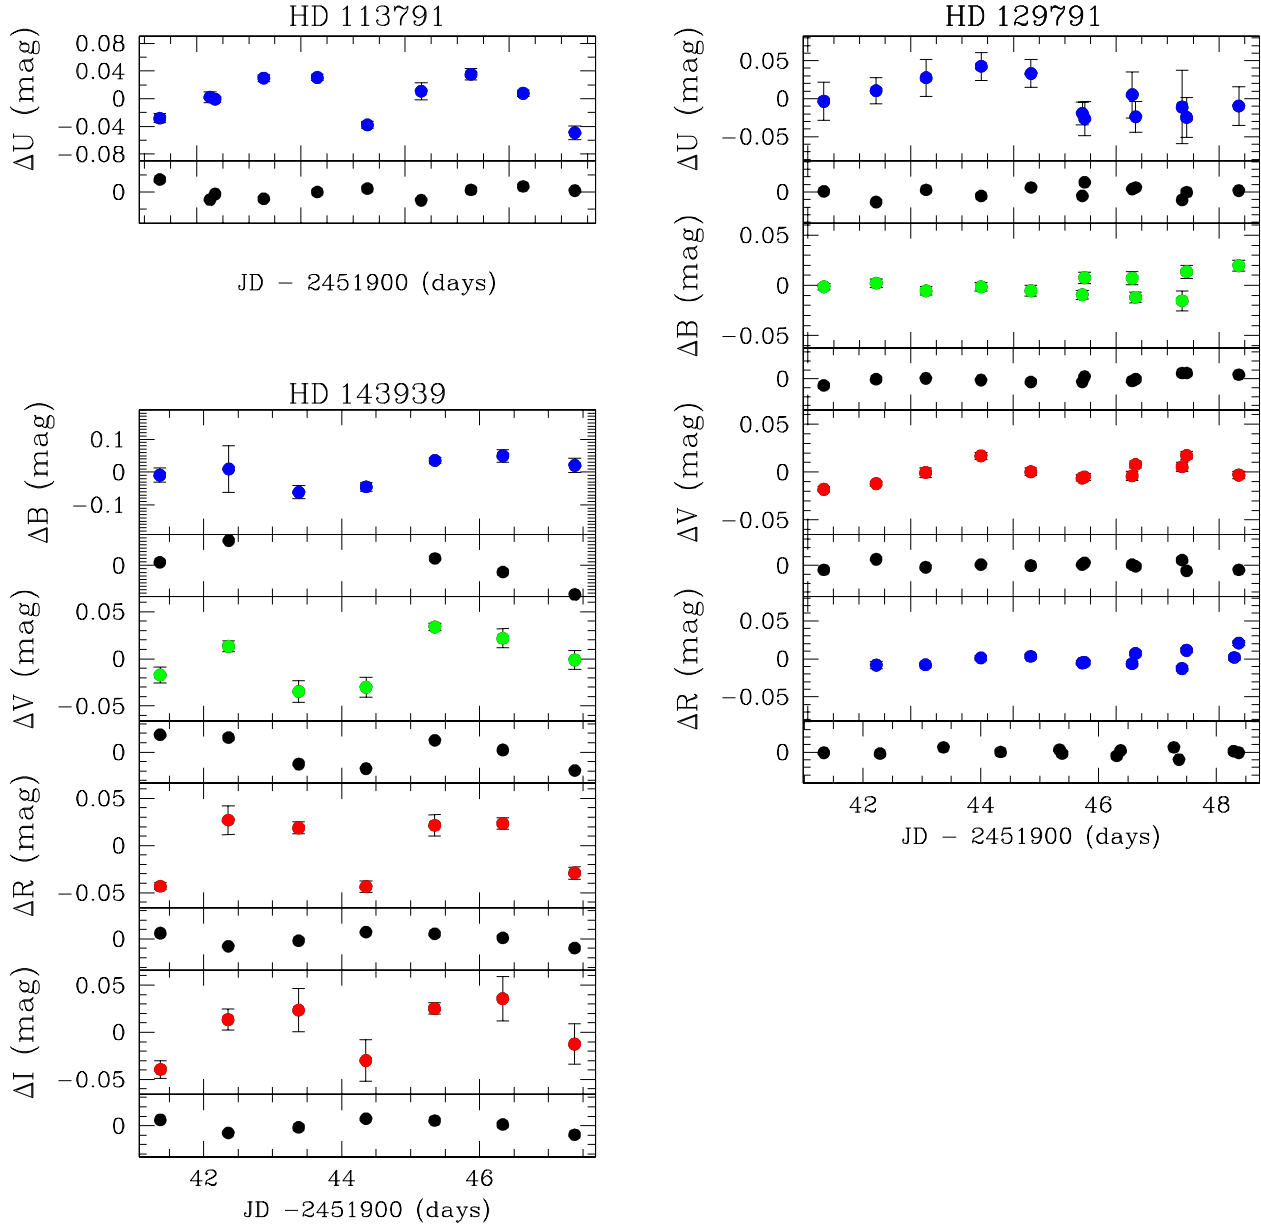 HD 113791
ΔU (mag)
0.08
0.04
0
−0.04
−0.08
0
JD − 2451900 (days)
HD 143939
ΔB (mag)
0.1
0
−0.1
0
ΔV (mag)
0.05
0
−0.05
0
ΔR (mag)
0.05
0
−0.05
0
ΔI (mag)
0.05
0
−0.05
0
42 44 46
JD −2451900 (days)
HD 129791
ΔU (mag)
0.05
0
−0.05
0
ΔB (mag)
0.05
0
−0.05
0
ΔV (mag)
0.05
0
−0.05
0
ΔR (mag)
0.05
0
−0.05
0
42 44 46 48
JD − 2451900 (days)